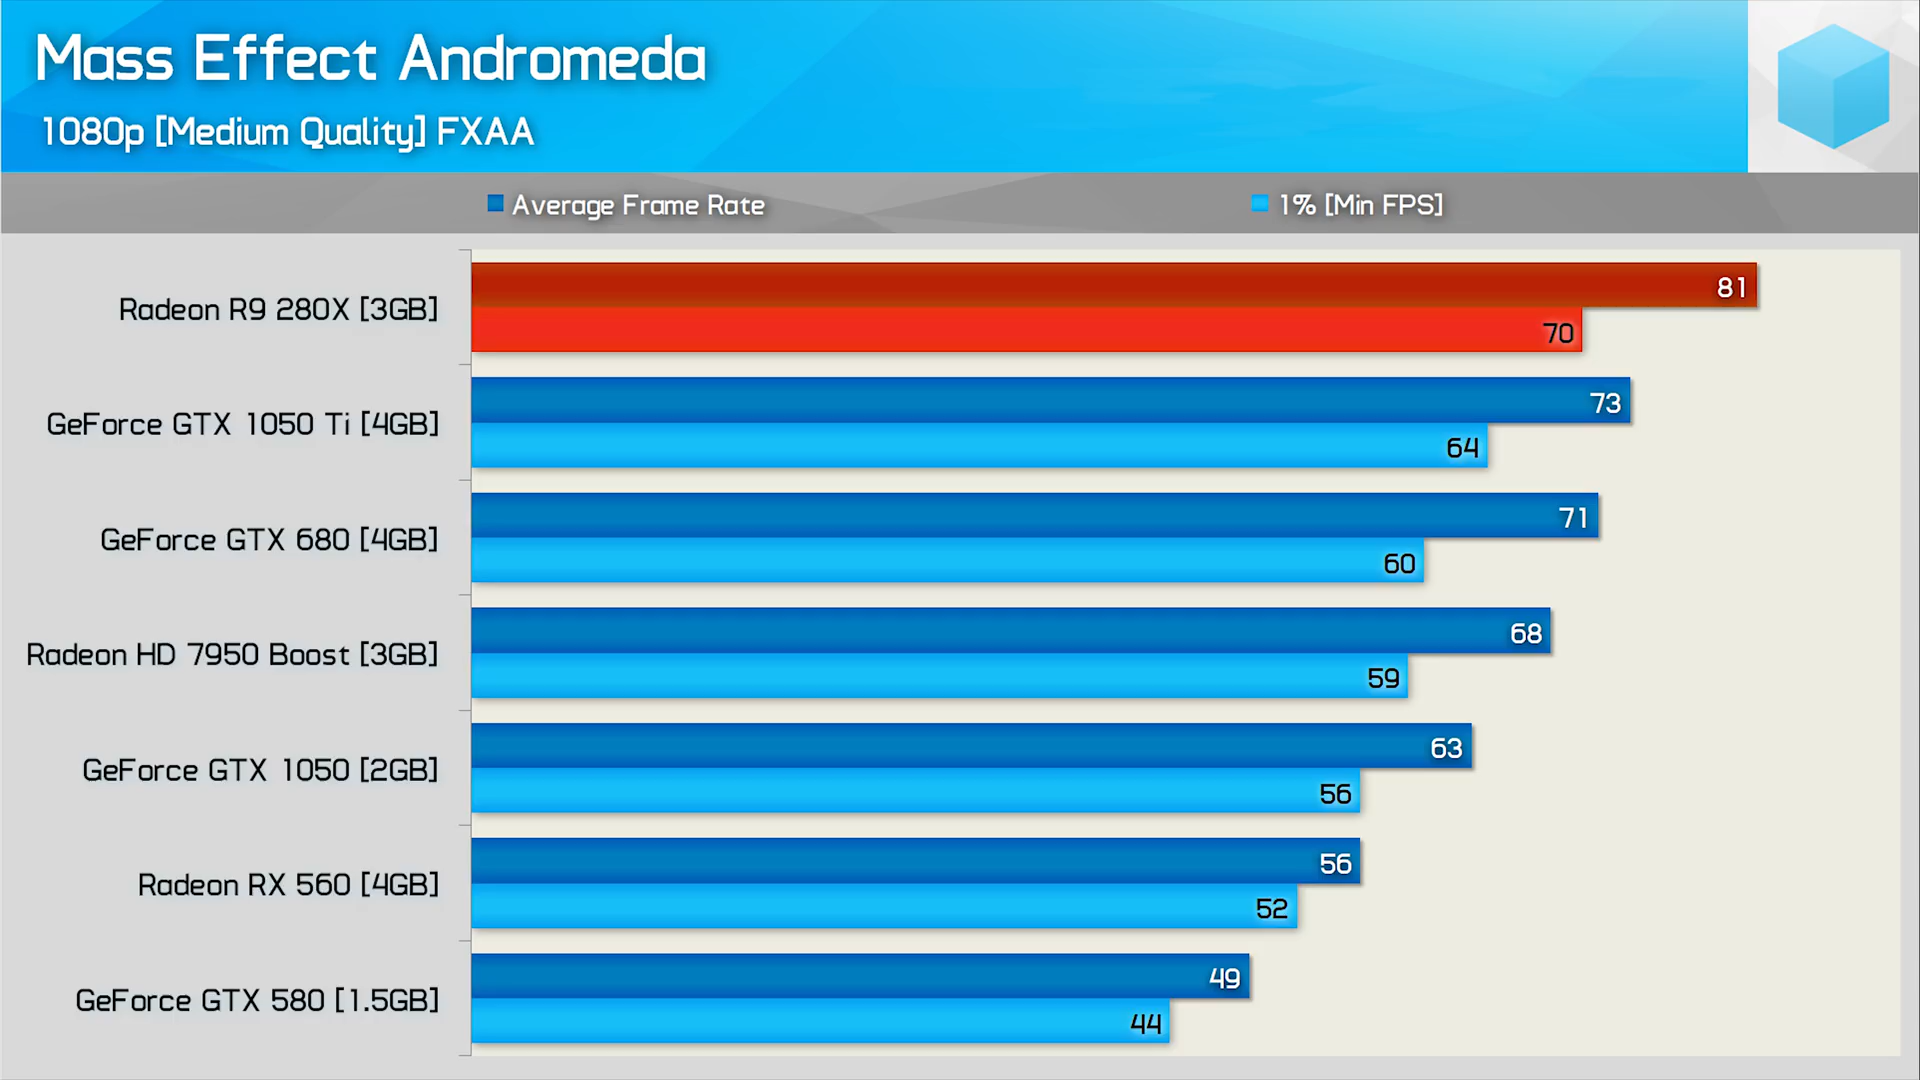 Mass Effect Andromeda
1080p [Medium Quality] FXAA
Average Frame Rate
1% [Min FPS]
Radeon R9 280X [3GB]
81
70
GeForce GTX 1050 Ti [4GB]
73
64
GeForce GTX 680 [4GB]
71
60
Radeon HD 7950 Boost [3GB]
68
59
GeForce GTX 1050 [2GB]
63
56
Radeon RX 560 [4GB]
56
52
GeForce GTX 580 [1.5GB]
49
44